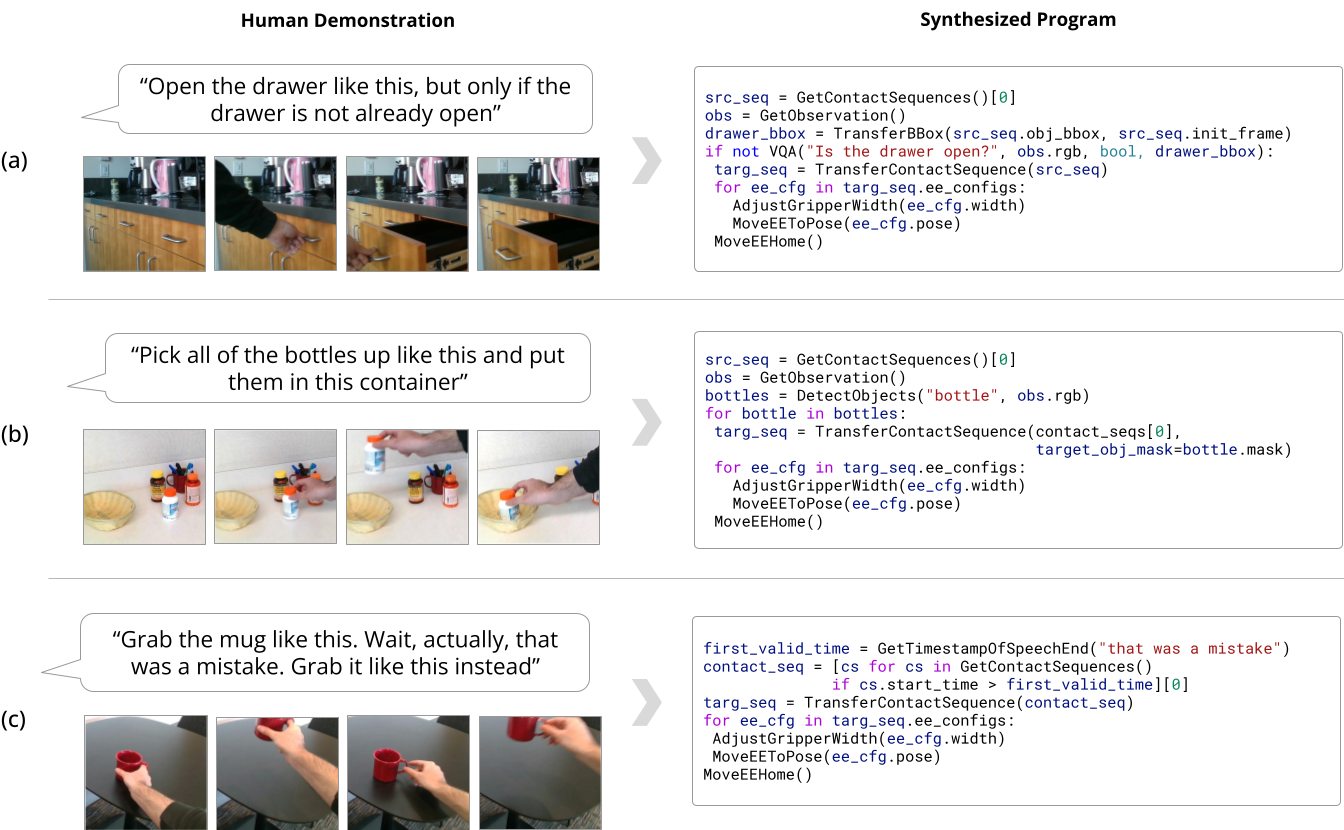 Human Demonstration
Synthesized Program
(a)
“Open the drawer like this, but only if the
drawer is not already open”
src_seq = GetContactSequences()[0]
obs = GetObservation()
drawer_bbox = TransferBBox(src_seq.obj_bbox, src_seq.init_frame)
if not VQA("Is the drawer open?", obs.rgb, bool, drawer_bbox):
 targ_seq = TransferContactSequence(src_seq)
 for ee_cfg in targ_seq.ee_configs:
   AdjustGripperWidth(ee_cfg.width)
   MoveEEToPose(ee_cfg.pose)
 MoveEEHome()
(b)
“Pick all of the bottles up like this and put
them in this container”
src_seq = GetContactSequences()[0]
obs = GetObservation()
bottles = DetectObjects("bottle", obs.rgb)
for bottle in bottles:
 targ_seq = TransferContactSequence(contact_seqs[0],
                                    target_obj_mask=bottle.mask)
 for ee_cfg in targ_seq.ee_configs:
   AdjustGripperWidth(ee_cfg.width)
   MoveEEToPose(ee_cfg.pose)
 MoveEEHome()
(c)
“Grab the mug like this. Wait, actually, that
was a mistake. Grab it like this instead”
first_valid_time = GetTimestampOfSpeechEnd("that was a mistake")
contact_seq = [cs for cs in GetContactSequences()
              if cs.start_time > first_valid_time][0]
targ_seq = TransferContactSequence(contact_seq)
for ee_cfg in targ_seq.ee_configs:
 AdjustGripperWidth(ee_cfg.width)
 MoveEEToPose(ee_cfg.pose)
MoveEEHome()